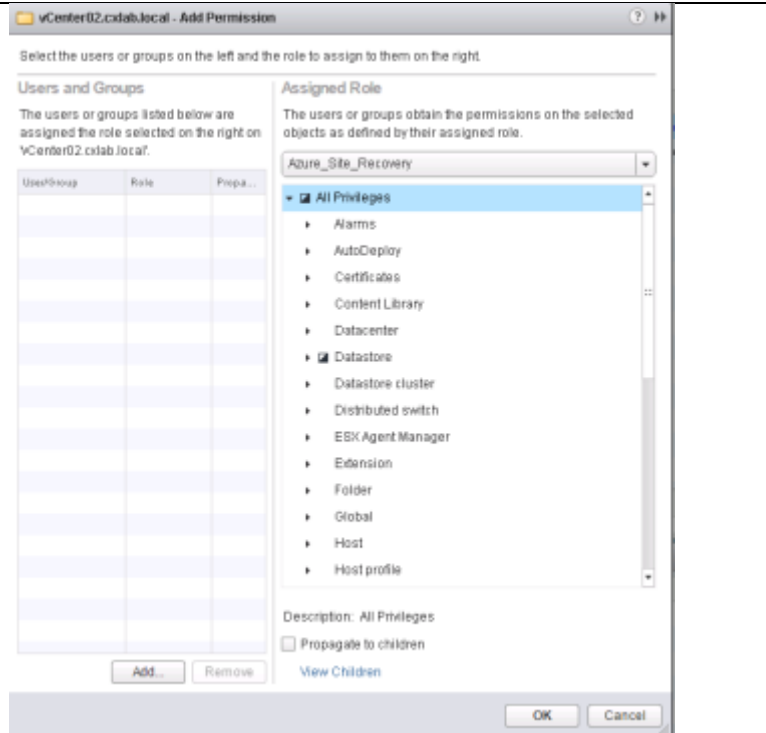 vCenter02.cxlab.local - Add Permission
Select the users or groups on the left and the role to assign to them on the right.
Users and Groups
The users or groups listed below are
assigned the role selected on the right on
'vCenter02.cxlab.local'.
User/Group Role Propa...
Add... Remove
Assigned Role
The users or groups obtain the permissions on the selected
objects as defined by their assigned role.
Azure_Site_Recovery
All Privileges
Alarms
AutoDeploy
Certificates
Content Library
Datacenter
Datastore
Datastore cluster
Distributed switch
ESX Agent Manager
Extension
Folder
Global
Host
Host profile
Description: All Privileges
Propagate to children
View Children
OK Cancel